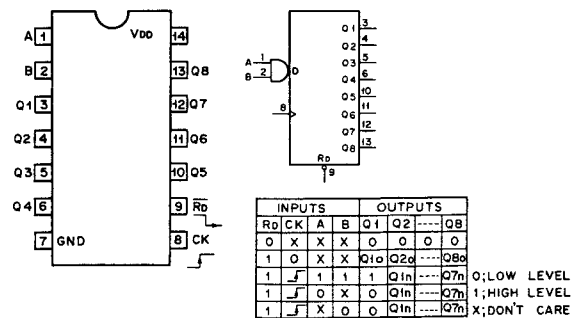 A 1 VDD 14
B 2 13 Q8
Q1 3 12 Q7
Q2 4 11 Q6
Q3 5 10 Q5
Q4 6 9 RD
7 GND 8 CK
A 1
B 2
D
8
Q1 3
Q2 4
Q3 5
Q4 6
Q5 10
Q6 11
Q7 12
Q8 13
RD
9
INPUTS OUTPUTS
RD CK A B Q1 Q2 ---- Q8
0 X X X 0 0 0 0
1 0 X X Q10 Q20 ---- Q80
1 1 1 1 Q1n ---- Q7n
1 0 X 0 Q1n ---- Q7n
1 X 0 0 Q1n ---- Q7n
0;LOW LEVEL
1;HIGH LEVEL
X;DON'T CARE